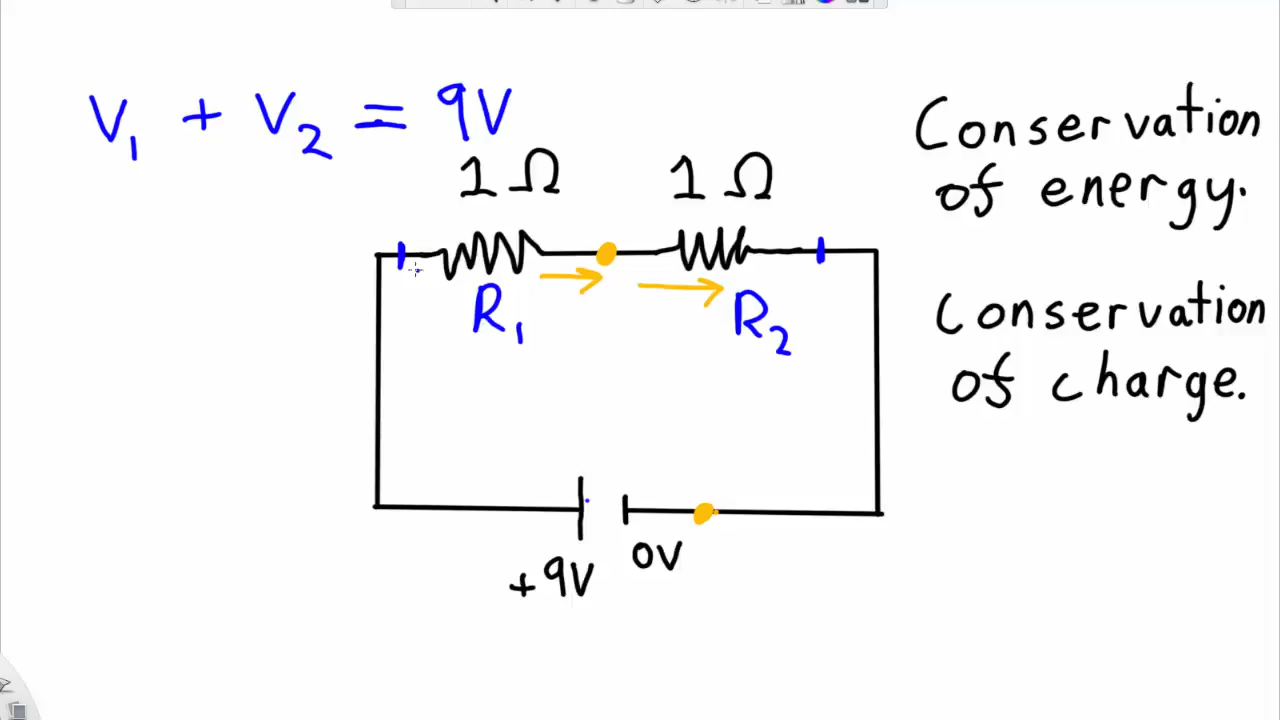 V₁ + V₂ = 9V
1 Ω
1 Ω
R₁
R₂
+9V
0V
Conservation
of energy.
Conservation
of charge.